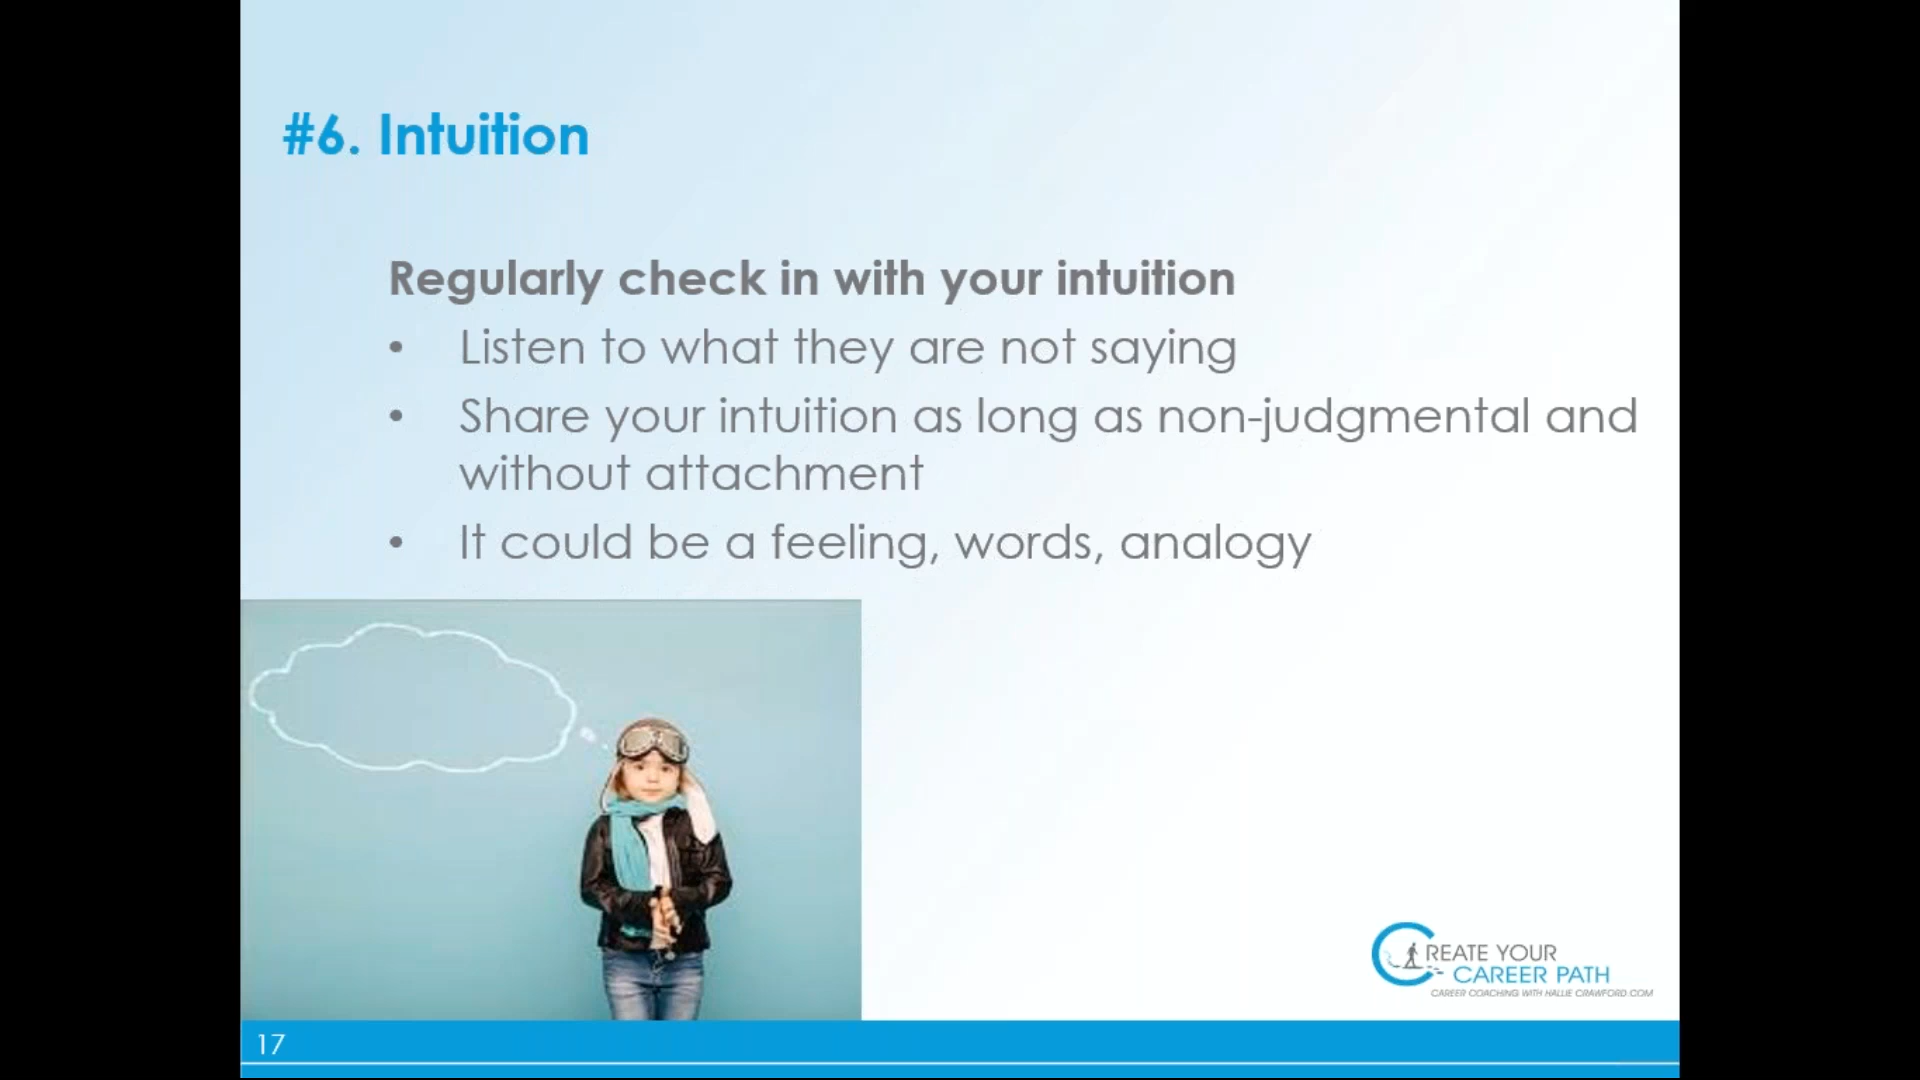 #6. Intuition
Regularly check in with your intuition
• Listen to what they are not saying
• Share your intuition as long as non-judgmental and
without attachment
• It could be a feeling, words, analogy
CREATE YOUR
CAREER PATH
CAREER COACHING WITH HALLIE CRAWFORD.COM
17